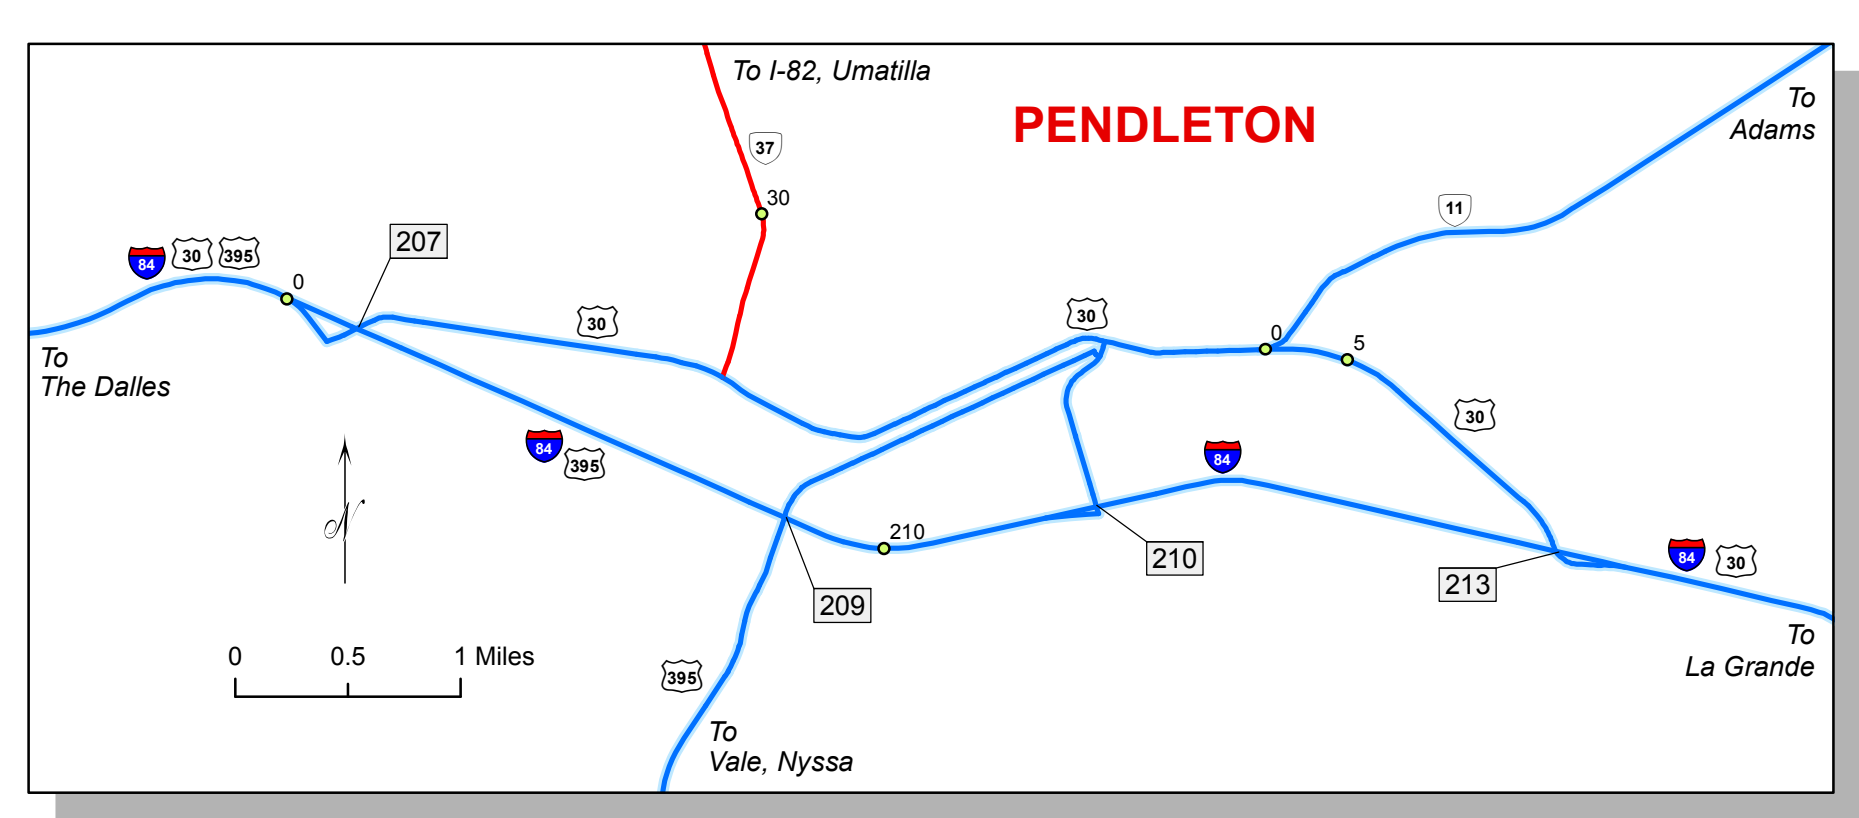 To I-82, Umatilla
PENDLETON
To
Adams
37
30
11
207
84
30
395
0
30
30
0
5
To
The Dalles
30
84
395
84
N
210
210
213
84
30
209
0
0.5
1 Miles
395
To
La Grande
To
Vale, Nyssa